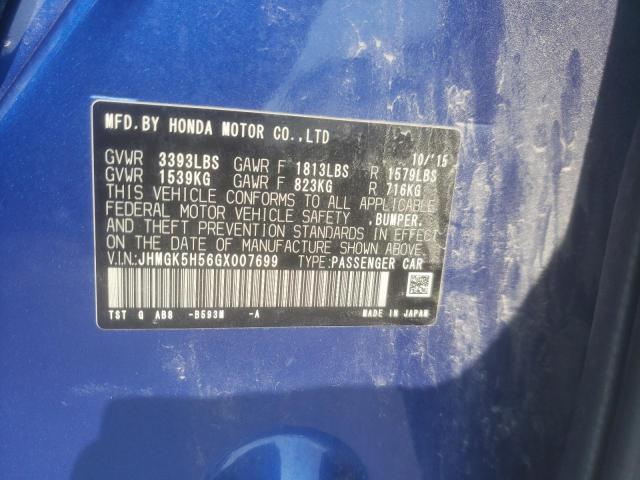 MFD.BY HONDA MOTOR CO.,LTD
10/'15
GVWR 3393LBS GAWR F 1813LBS R 1579LBS
GVWR 1539KG GAWR F 823KG R 716KG
THIS VEHICLE CONFORMS TO ALL APPLICABLE
FEDERAL MOTOR VEHICLE SAFETY ,BUMPER,
AND THEFT PREVENTION STANDARDS IN EFFECT
ON THE DATE OF MANUFACTURE SHOWN ABOVE.
V.I.N:JHMGK5H56GX007699 TYPE:PASSENGER CAR
TST G AB8 -B593M -A MADE IN JAPAN